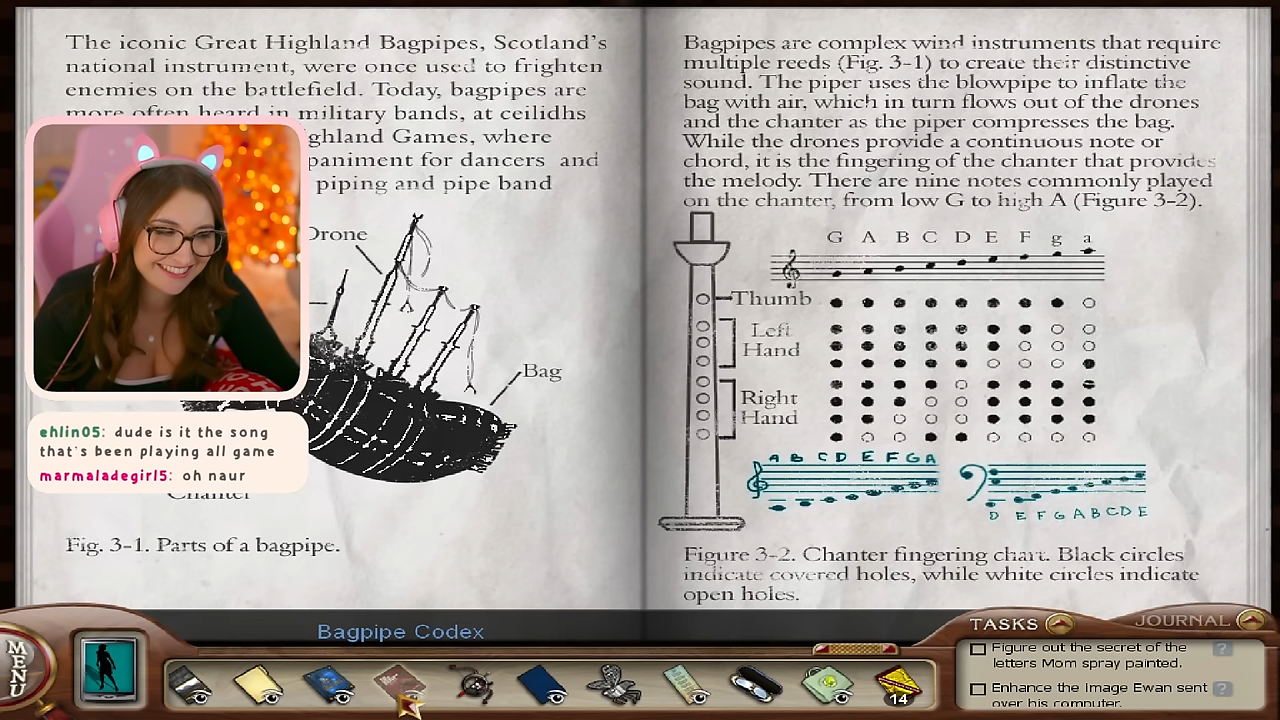 The iconic Great Highland Bagpipes, Scotland's
national instrument, were once used to frighten
enemies on the battlefield. Today, bagpipes are
more often heard in military bands, at ceilidhs
ghland Games, where
paniment for dancers and
piping and pipe band
Drone
Bag
Chanter
Fig. 3-1. Parts of a bagpipe.
ehlin05: dude is it the song
that's been playing all game
marmaladegirl5: oh naur
Bagpipes are complex wind instruments that require
multiple reeds (Fig. 3-1) to create their distinctive
sound. The piper uses the blowpipe to inflate the
bag with air, which in turn flows out of the drones
and the chanter as the piper compresses the bag.
While the drones provide a continuous note or
chord, it is the fingering of the chanter that provides
the melody. There are nine notes commonly played
on the chanter, from low G to high A (Figure 3-2).
G A B C D E F g a
Thumb
Left
Hand
Right
Hand
A B C D E F G A
D E F G A B C D E
Figure 3-2. Chanter fingering chart. Black circles
indicate covered holes, while white circles indicate
open holes.
Bagpipe Codex
TASKS
JOURNAL
MENU
14
Figure out the secret of the
letters Mom spray painted.
?
Enhance the Image Ewan sent
over his computer.
?